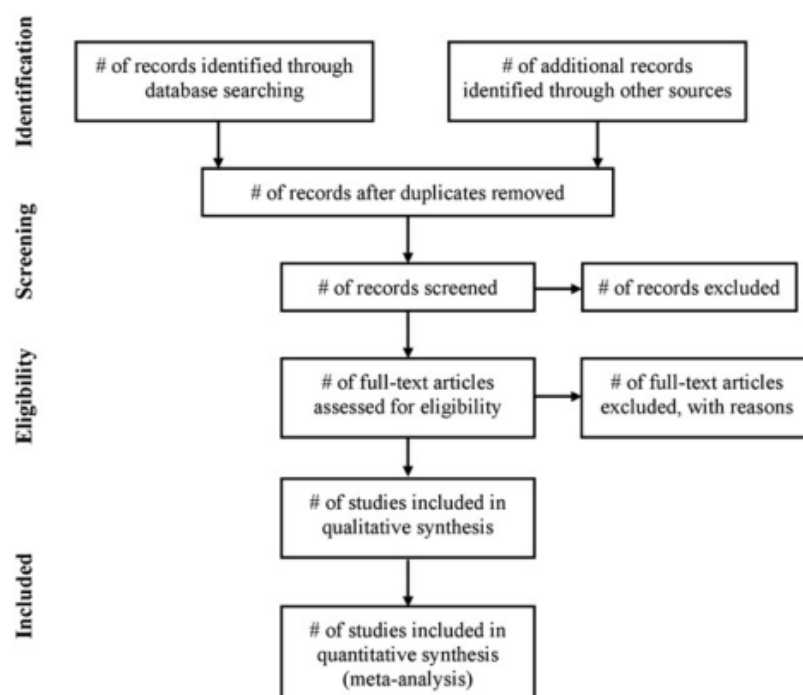 Identification
# of records identified through
database searching
# of additional records
identified through other sources
# of records after duplicates removed
Screening
# of records screened
# of records excluded
Eligibility
# of full-text articles
assessed for eligibility
# of full-text articles
excluded, with reasons
Included
# of studies included in
qualitative synthesis
# of studies included in
quantitative synthesis
(meta-analysis)